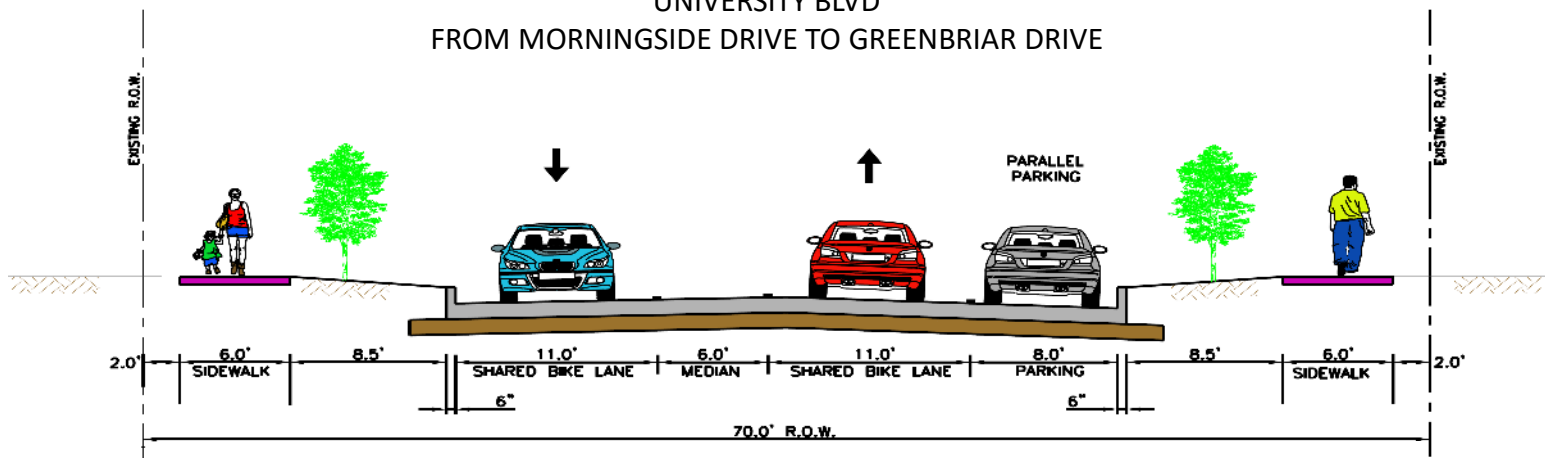 UNIVERSITY BLVD
FROM MORNINGSIDE DRIVE TO GREENBRIAR DRIVE
EXISTING R.O.W.
EXISTING R.O.W.
PARALLEL
PARKING
2.0' 6.0' 8.5' 11.0' 6.0' 11.0' 8.0' 8.5' 6.0' 2.0'
SIDEWALK SHARED BIKE LANE MEDIAN SHARED BIKE LANE PARKING SIDEWALK
6" 6"
70.0' R.O.W.